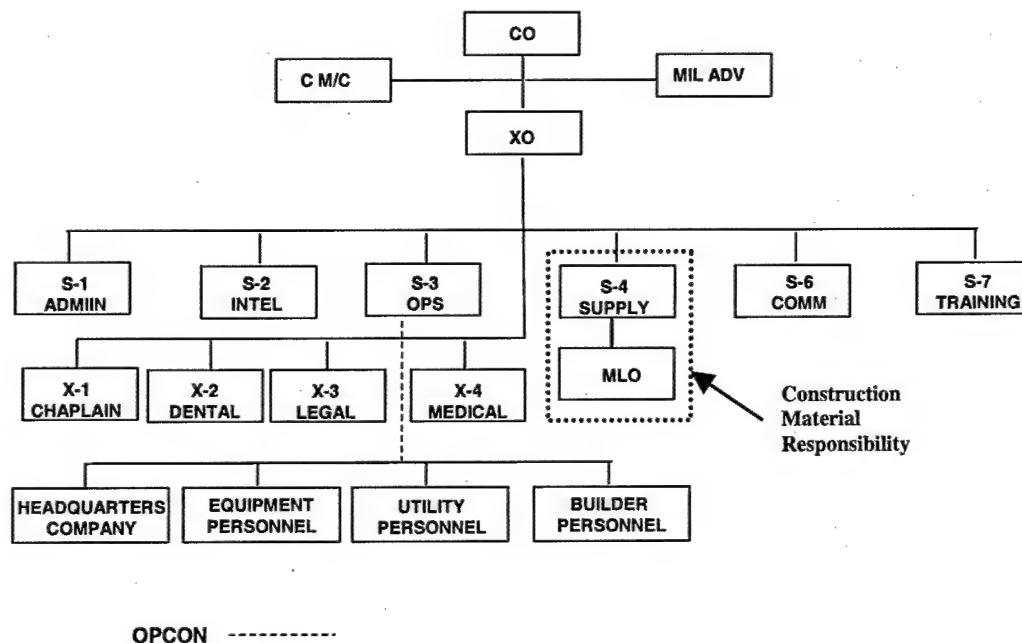 CO
C M/C
MIL ADV
XO
S-1
ADMIIN
S-2
INTEL
S-3
OPS
S-4
SUPPLY
S-6
COMM
S-7
TRAINING
MLO
X-1
CHAPLAIN
X-2
DENTAL
X-3
LEGAL
X-4
MEDICAL
Construction
Material
Responsibility
HEADQUARTERS
COMPANY
EQUIPMENT
PERSONNEL
UTILITY
PERSONNEL
BUILDER
PERSONNEL
OPCON